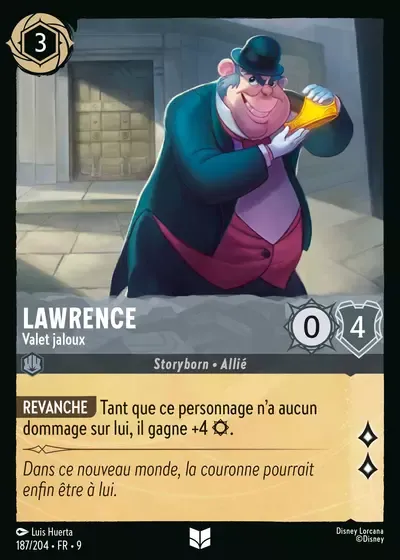 3
LAWRENCE
Valet jaloux
0
4
Storyborn • Allié
REVANCHE Tant que ce personnage n'a aucun
dommage sur lui, il gagne +4 .
Dans ce nouveau monde, la couronne pourrait
enfin être à lui.
Luis Huerta
187/204 • FR • 9
Disney Lorcana
©Disney